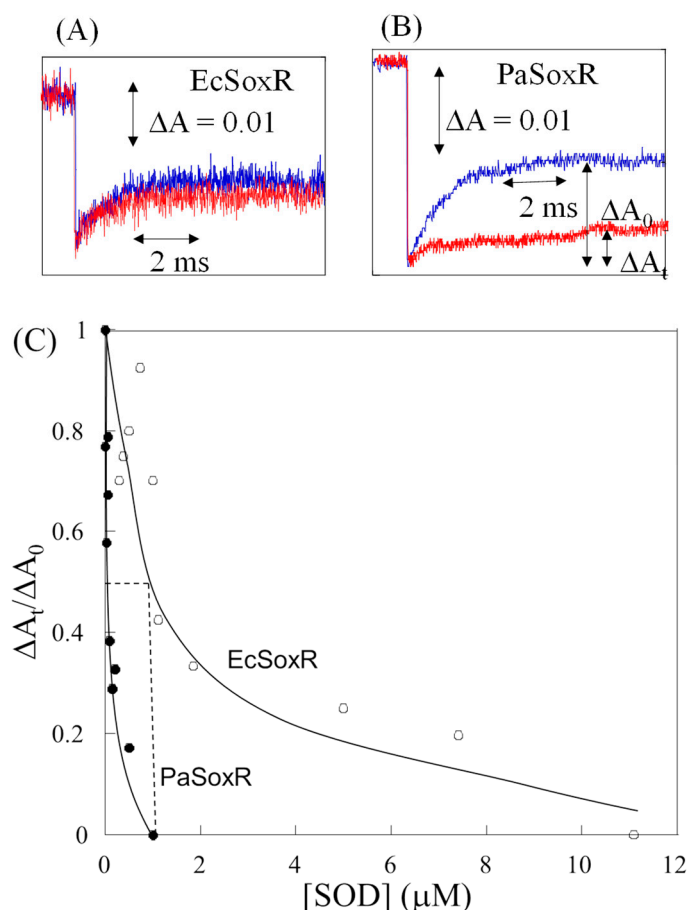 (A)
EcSoxR
ΔA = 0.01
2 ms
(B)
PaSoxR
ΔA = 0.01
2 ms
ΔA₀
ΔAₜ
(C)
1
0.8
0.6
0.4
0.2
0
ΔAₜ/ΔA₀
EcSoxR
PaSoxR
0 2 4 6 8 10 12
[SOD] (μM)